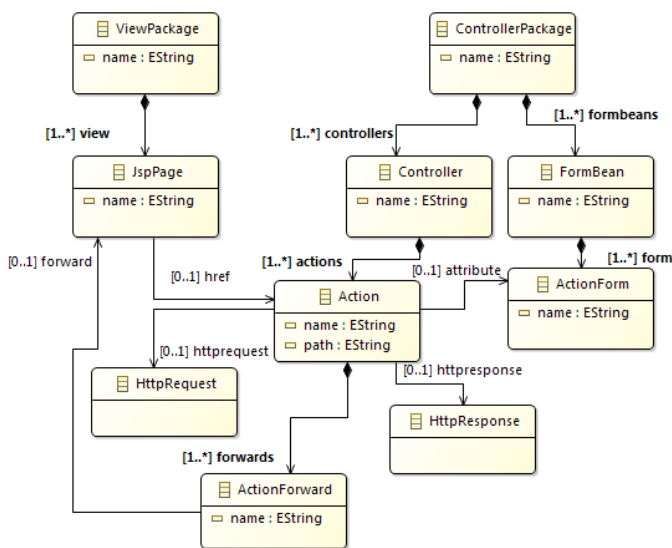 ViewPackage
name : EString
ControllerPackage
name : EString
[1..*] view
[1..*] controllers
[1..*] formbeans
JspPage
name : EString
Controller
name : EString
FormBean
name : EString
[0..1] forward
[0..1] href
[1..*] actions
[0..1] attribute
[1..*] form
Action
name : EString
path : EString
ActionForm
name : EString
[0..1] httprequest
[0..1] httpresponse
HttpRequest
HttpResponse
[1..*] forwards
ActionForward
name : EString